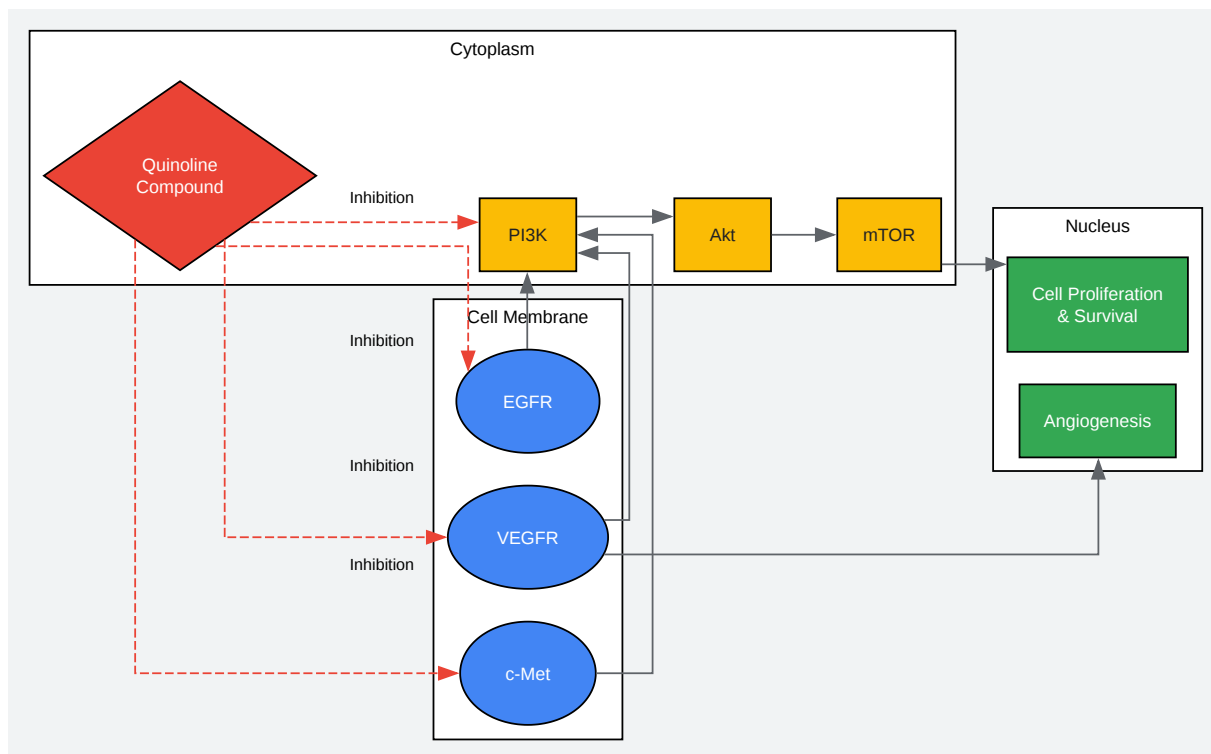 Cytoplasm
Quinoline
Compound
Inhibition
PI3K
Akt
mTOR
Nucleus
Cell Proliferation
& Survival
Cell Membrane
Inhibition
EGFR
Angiogenesis
Inhibition
VEGFR
Inhibition
c-Met